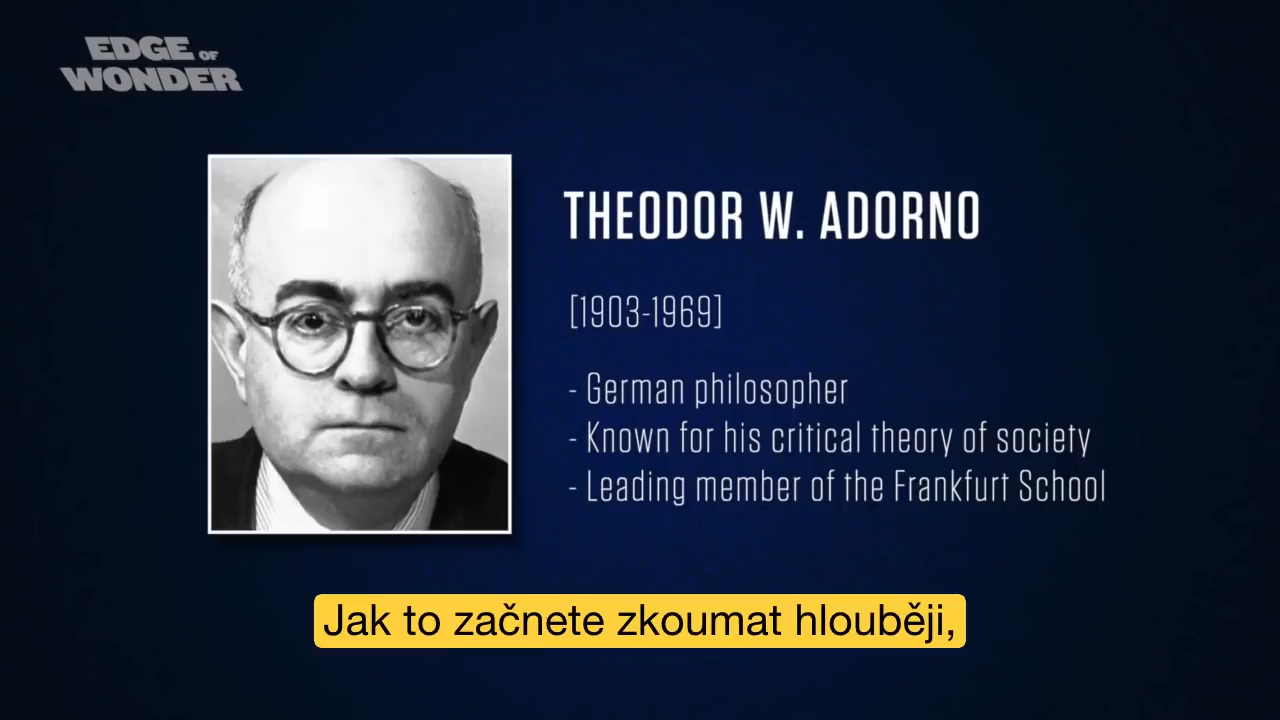 EDGE OF
WONDER
THEODOR W. ADORNO
[1903-1969]
- German philosopher
- Known for his critical theory of society
- Leading member of the Frankfurt School
Jak to začnete zkoumat hlouběji,